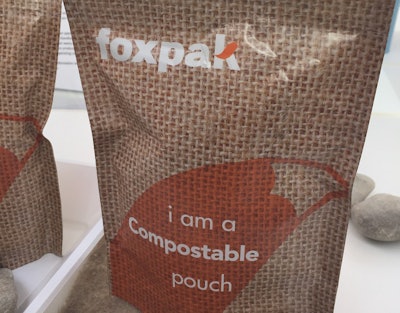 foxpak
i am a
Compostable
pouch